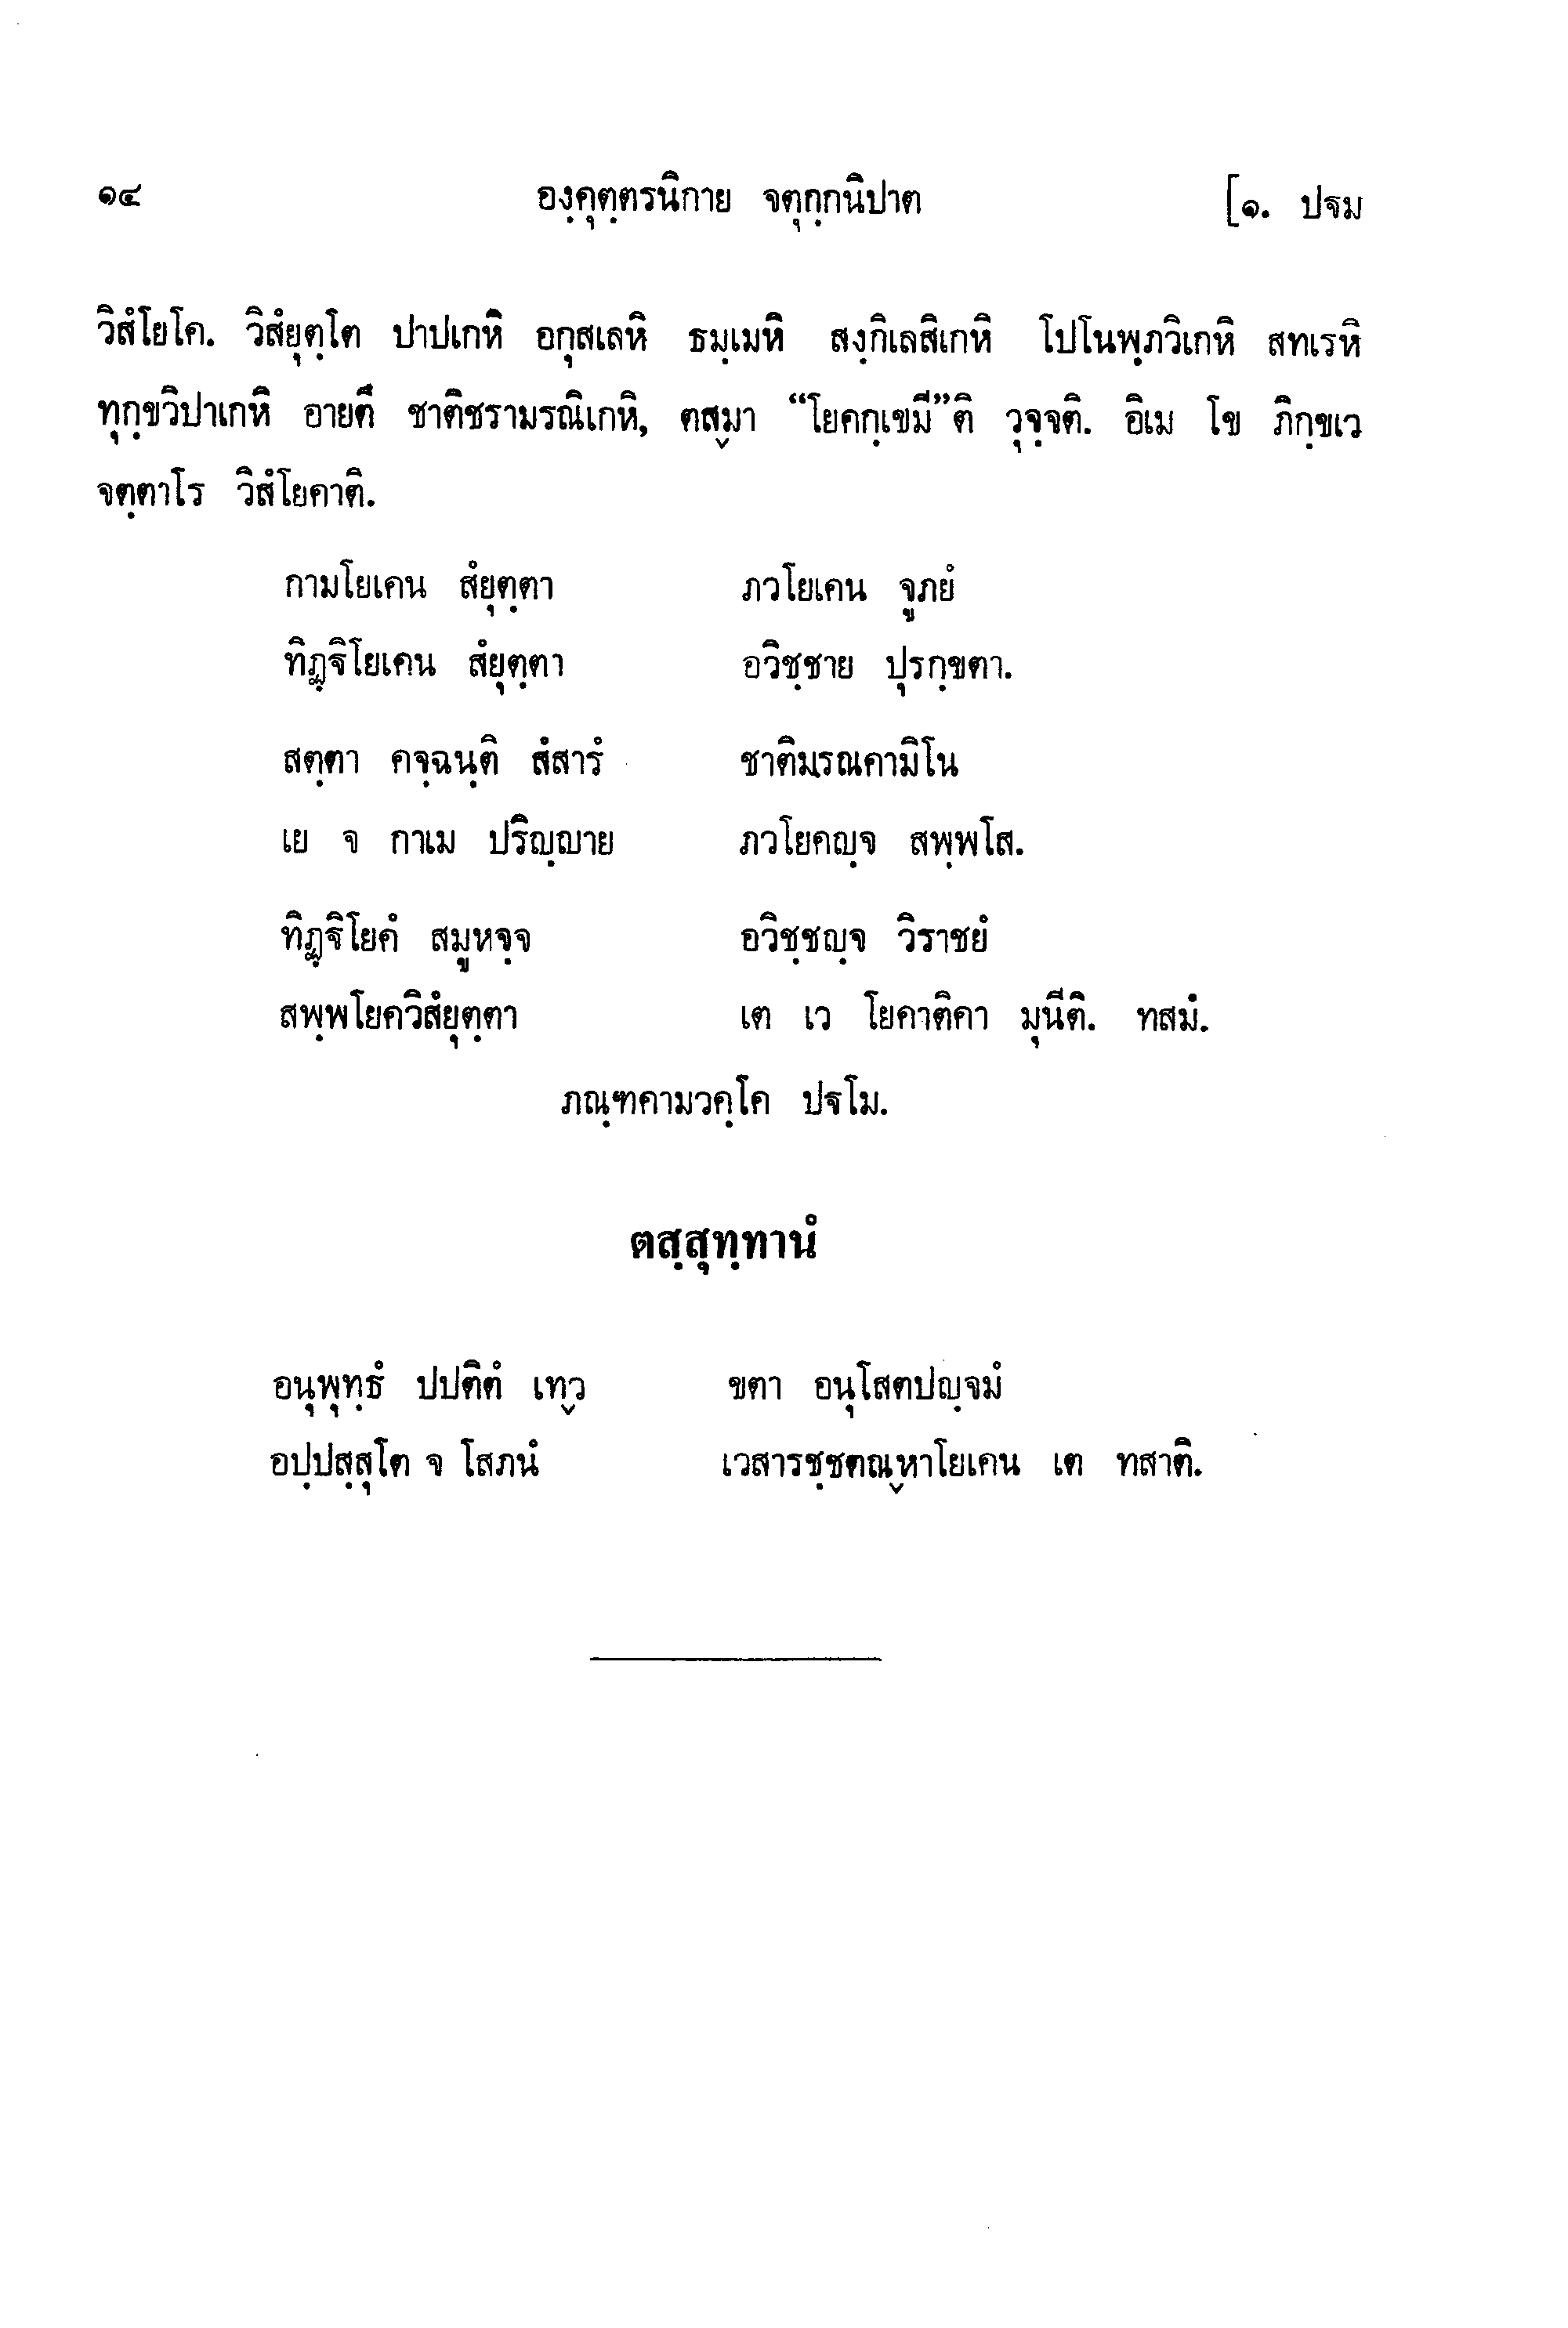 ๑๔ องฺคุตฺตรนิกาย จตุกฺกนิปาต [๑. ปฐม
วิสํโยโค. วิสํยุตฺโต ปาปเกหิ อกุสเลหิ ธมฺเมหิ สงฺกิเลสิเกหิ โปโนพฺภวิเกหิ สทเรหิ
ทุกฺขวิปาเกหิ อายตึ ชาติชรามรณิเกหิ, ตสฺมา “โยคกฺเขมี”ติ วุจฺจติ. อิเม โข ภิกฺขเว
จตฺตาโร วิสํโยคาติ.
กามโยเคน สํยุตฺตา ภวโยเคน จูภยํ
ทิฏฺฐิโยเคน สํยุตฺตา อวิชฺชาย ปุรกฺขตา.
สตฺตา คจฺฉนฺติ สํสารํ ชาติมรณคามิโน
เย จ กาเม ปริญฺญาย ภวโยคญฺจ สพฺพโส.
ทิฏฺฐิโยคํ สมูหจฺจ อวิชฺชญฺจ วิราชยํ
สพฺพโยควิสํยุตฺตา เต เว โยคาติคา มุนีติ. ทสมํ.
ภณฺฑคามวคฺโค ปฐโม.
ตสฺสุทฺทานํ
อนุพุทฺธํ ปปติตํ เทฺว ขตา อนุโสตปญฺจมํ
อปฺปสฺสุโต จ โสภนํ เวสารชฺชตณฺหาโยเคน เต ทสาติ.